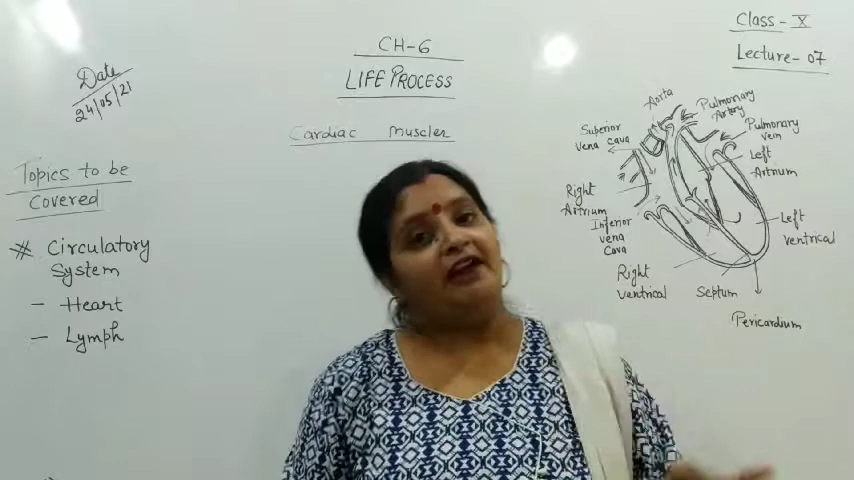 Date
24/05/21
CH-6
LIFE PROCESS
Cardiac Muscles
Class - X
Lecture - 07
Topics to be
Covered
* Circulatory
System
- Heart
- Lymph
Aorta
Pulmonary
Artery
Pulmonary
vein
Superior
Vena Cava
Left
Artrium
Right
Artrium
Inferior
vena
Cava
Left
Ventrical
Right
Ventrical
Septum
Pericardium